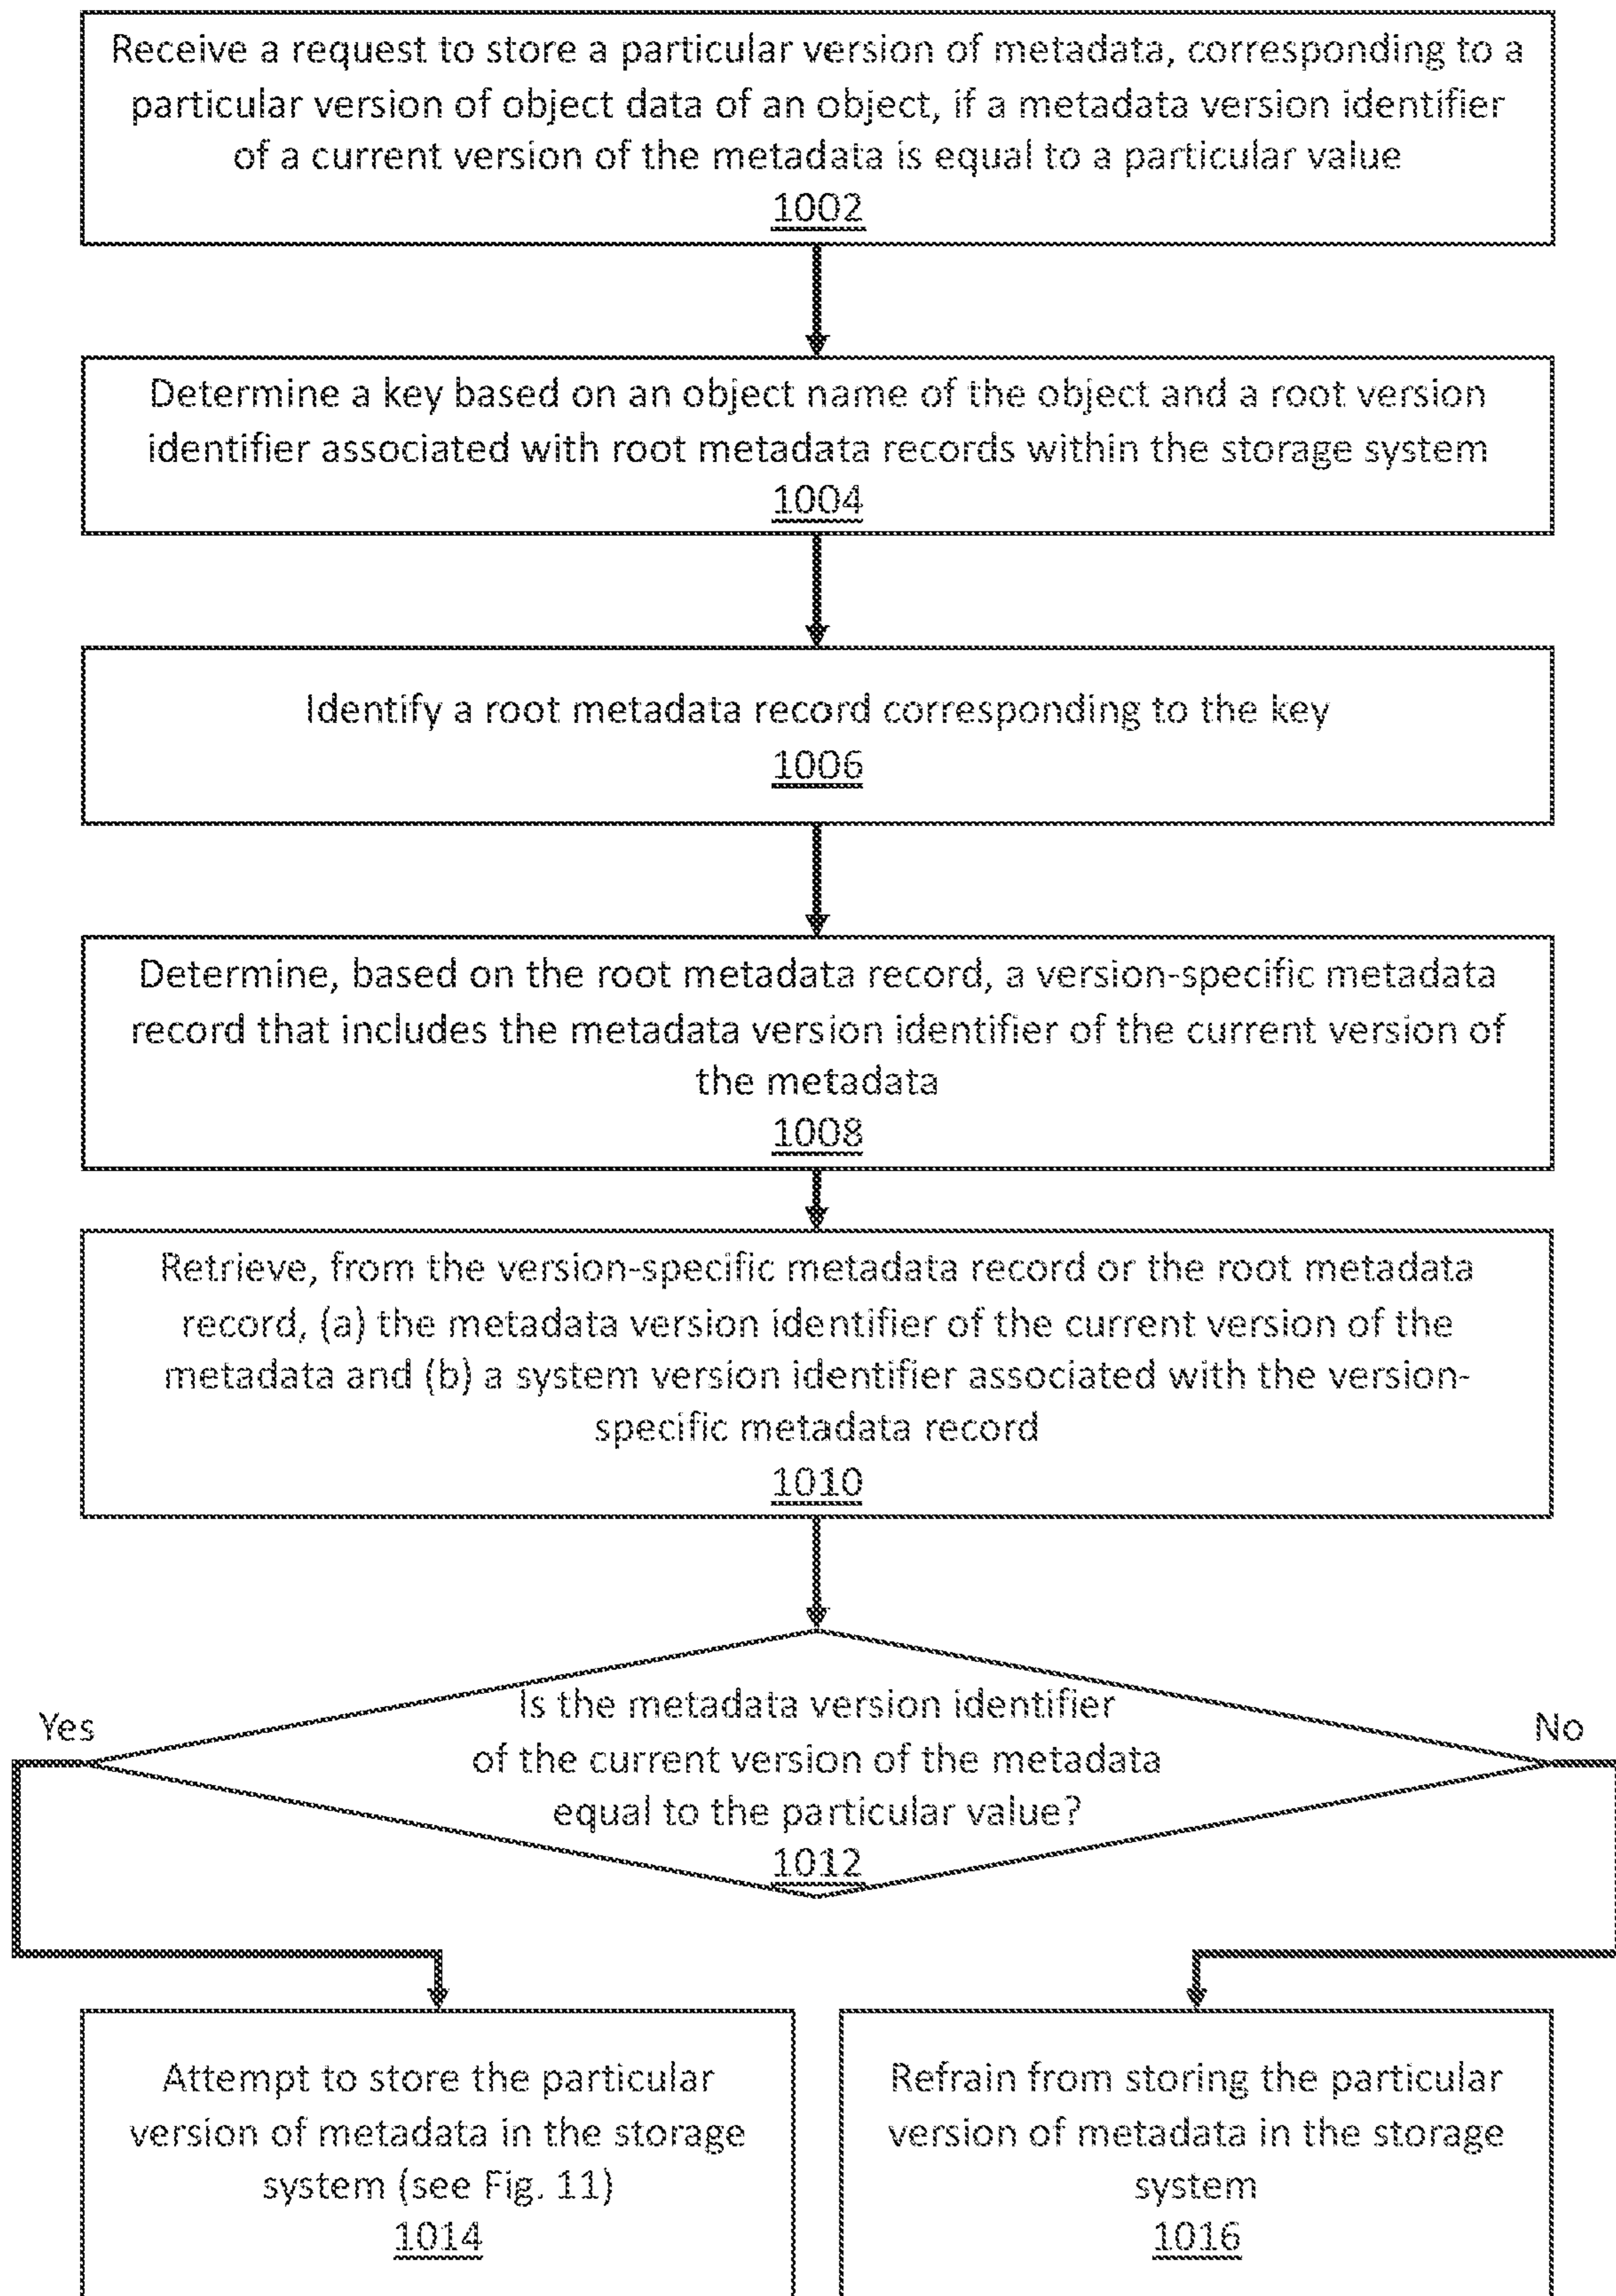 Receive a request to store a particular version of metadata, corresponding to a
particular version of object data of an object, if a metadata version identifier
of a current version of the metadata is equal to a particular value
1002
Determine a key based on an object name of the object and a root version
identifier associated with root metadata records within the storage system
1004
Identify a root metadata record corresponding to the key
1006
Determine, based on the root metadata record, a version-specific metadata
record that includes the metadata version identifier of the current version of
the metadata
1008
Retrieve, from the version-specific metadata record or the root metadata
record, (a) the metadata version identifier of the current version of the
metadata and (b) a system version identifier associated with the version-
specific metadata record
1010
Is the metadata version identifier
of the current version of the metadata
equal to the particular value?
1012
Yes
No
Attempt to store the particular
version of metadata in the storage
system (see Fig. 11)
1014
Refrain from storing the particular
version of metadata in the storage
system
1016